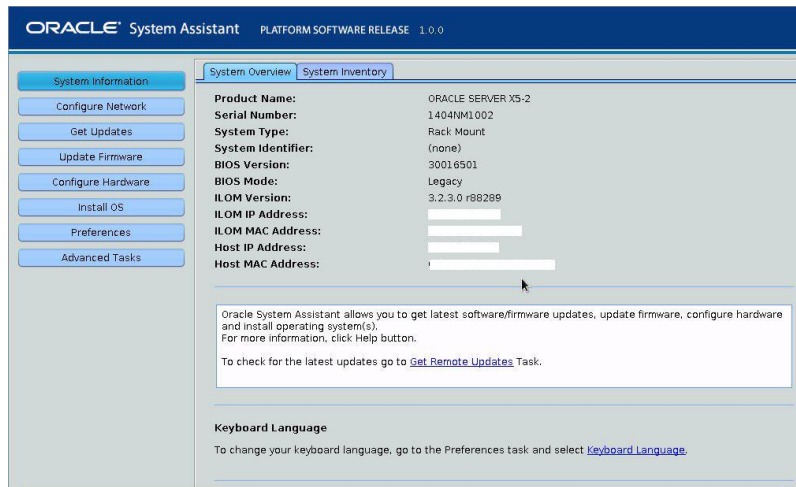 ORACLE System Assistant PLATFORM SOFTWARE RELEASE 1.0.0
System Information
Configure Network
Get Updates
Update Firmware
Configure Hardware
Install OS
Preferences
Advanced Tasks
System Overview System Inventory
Product Name: ORACLE SERVER X5-2
Serial Number: 1404NM1002
System Type: Rack Mount
System Identifier: (none)
BIOS Version: 30016501
BIOS Mode: Legacy
ILOM Version: 3.2.3.0 r88289
ILOM IP Address:
ILOM MAC Address:
Host IP Address:
Host MAC Address:
Oracle System Assistant allows you to get latest software/firmware updates, update firmware, configure hardware
and install operating system(s).
For more information, click Help button.
To check for the latest updates go to Get Remote Updates Task.
Keyboard Language
To change your keyboard language, go to the Preferences task and select Keyboard Language.